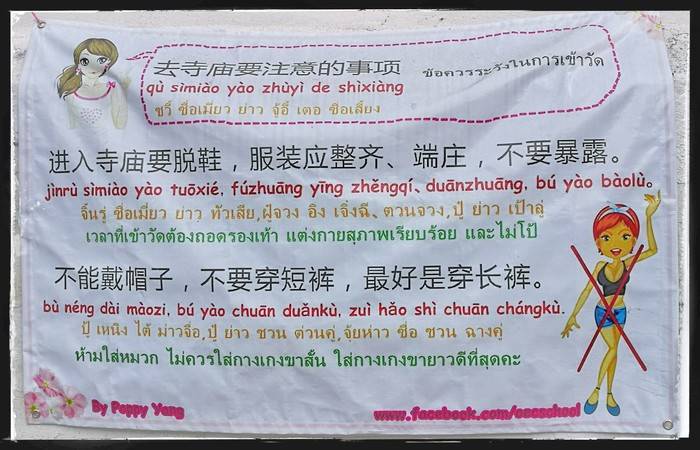 去寺庙要注意的事项 ข้อควรระวังในการเข้าวัด
qù sìmiào yào zhùyì de shìxiàng
ชวี่ ซื่อเมี่ยว ย่าว จู้อี้ เตอ ซื่อเสี้ยง
进入寺庙要脱鞋，服装应整齐、端庄，不要暴露。
jìnrù sìmiào yào tuōxié, fúzhuāng yīng zhěngqí、duānzhuāng, bú yào bàolù。
จิ้นรู่ ซื่อเมี่ยว ย่าว ทัวเสีย,ฝู่จวง อิง เจิ่งฉี、ตวนจวง,ปู๋ ย่าว เป้าลู่
เวลาที่เข้าวัดต้องถอดรองเท้า แต่งกายสุภาพเรียบร้อย และไม่โป๊
不能戴帽子，不要穿短裤，最好是穿长裤。
bù néng dài màozi, bú yào chuān duǎnkù, zuì hǎo shì chuān chángkù.
ปู้ เหนิง ไต้ ม่าวจื่อ,ปู๋ ย่าว ชวน ต่วนคู่,จุ้ยห่าว ซื่อ ชวน ฉางคู่
ห้ามใส่หมวก ไม่ควรใส่กางเกงขาสั้น ใส่กางเกงขายาวดีที่สุดคะ
By Poppy Yang